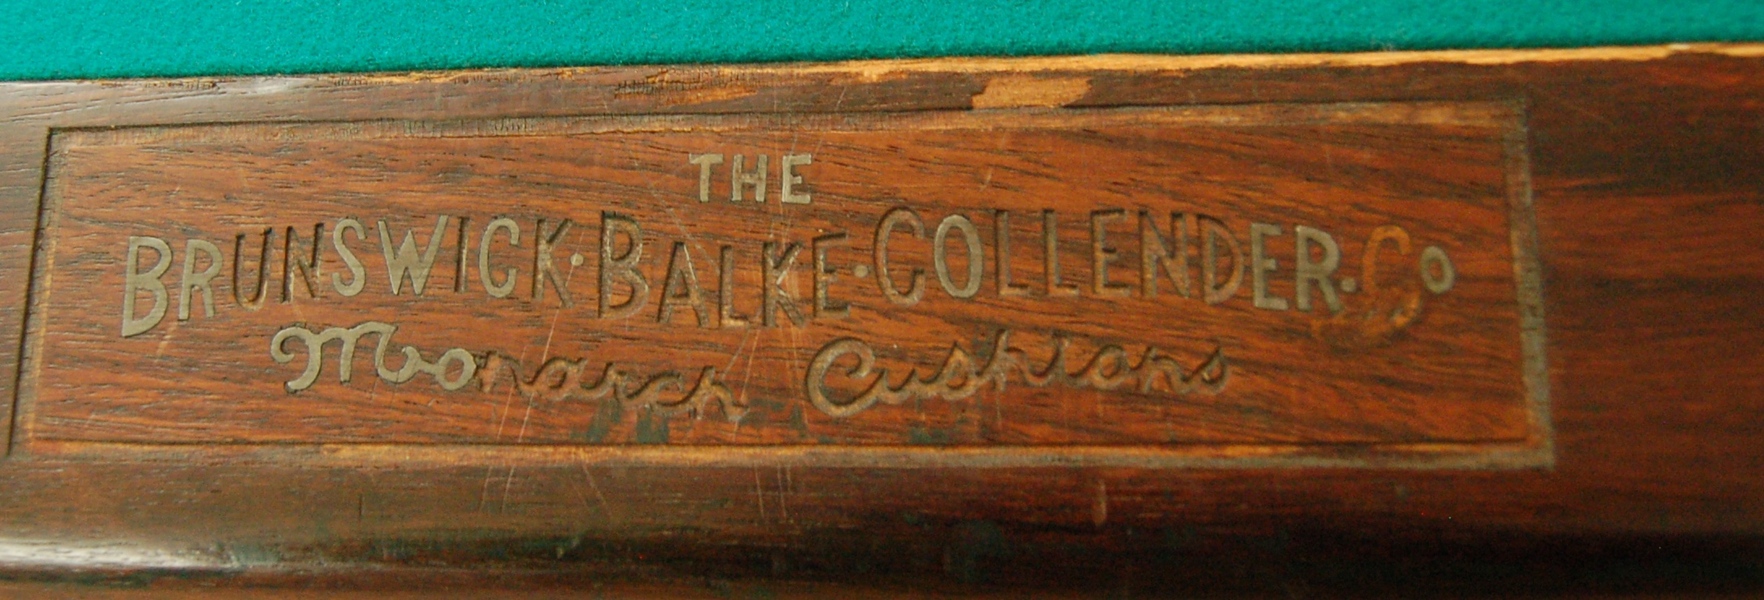 THE
BRUNSWICK·BALKE·COLLENDER·Co
Monarch Cushions